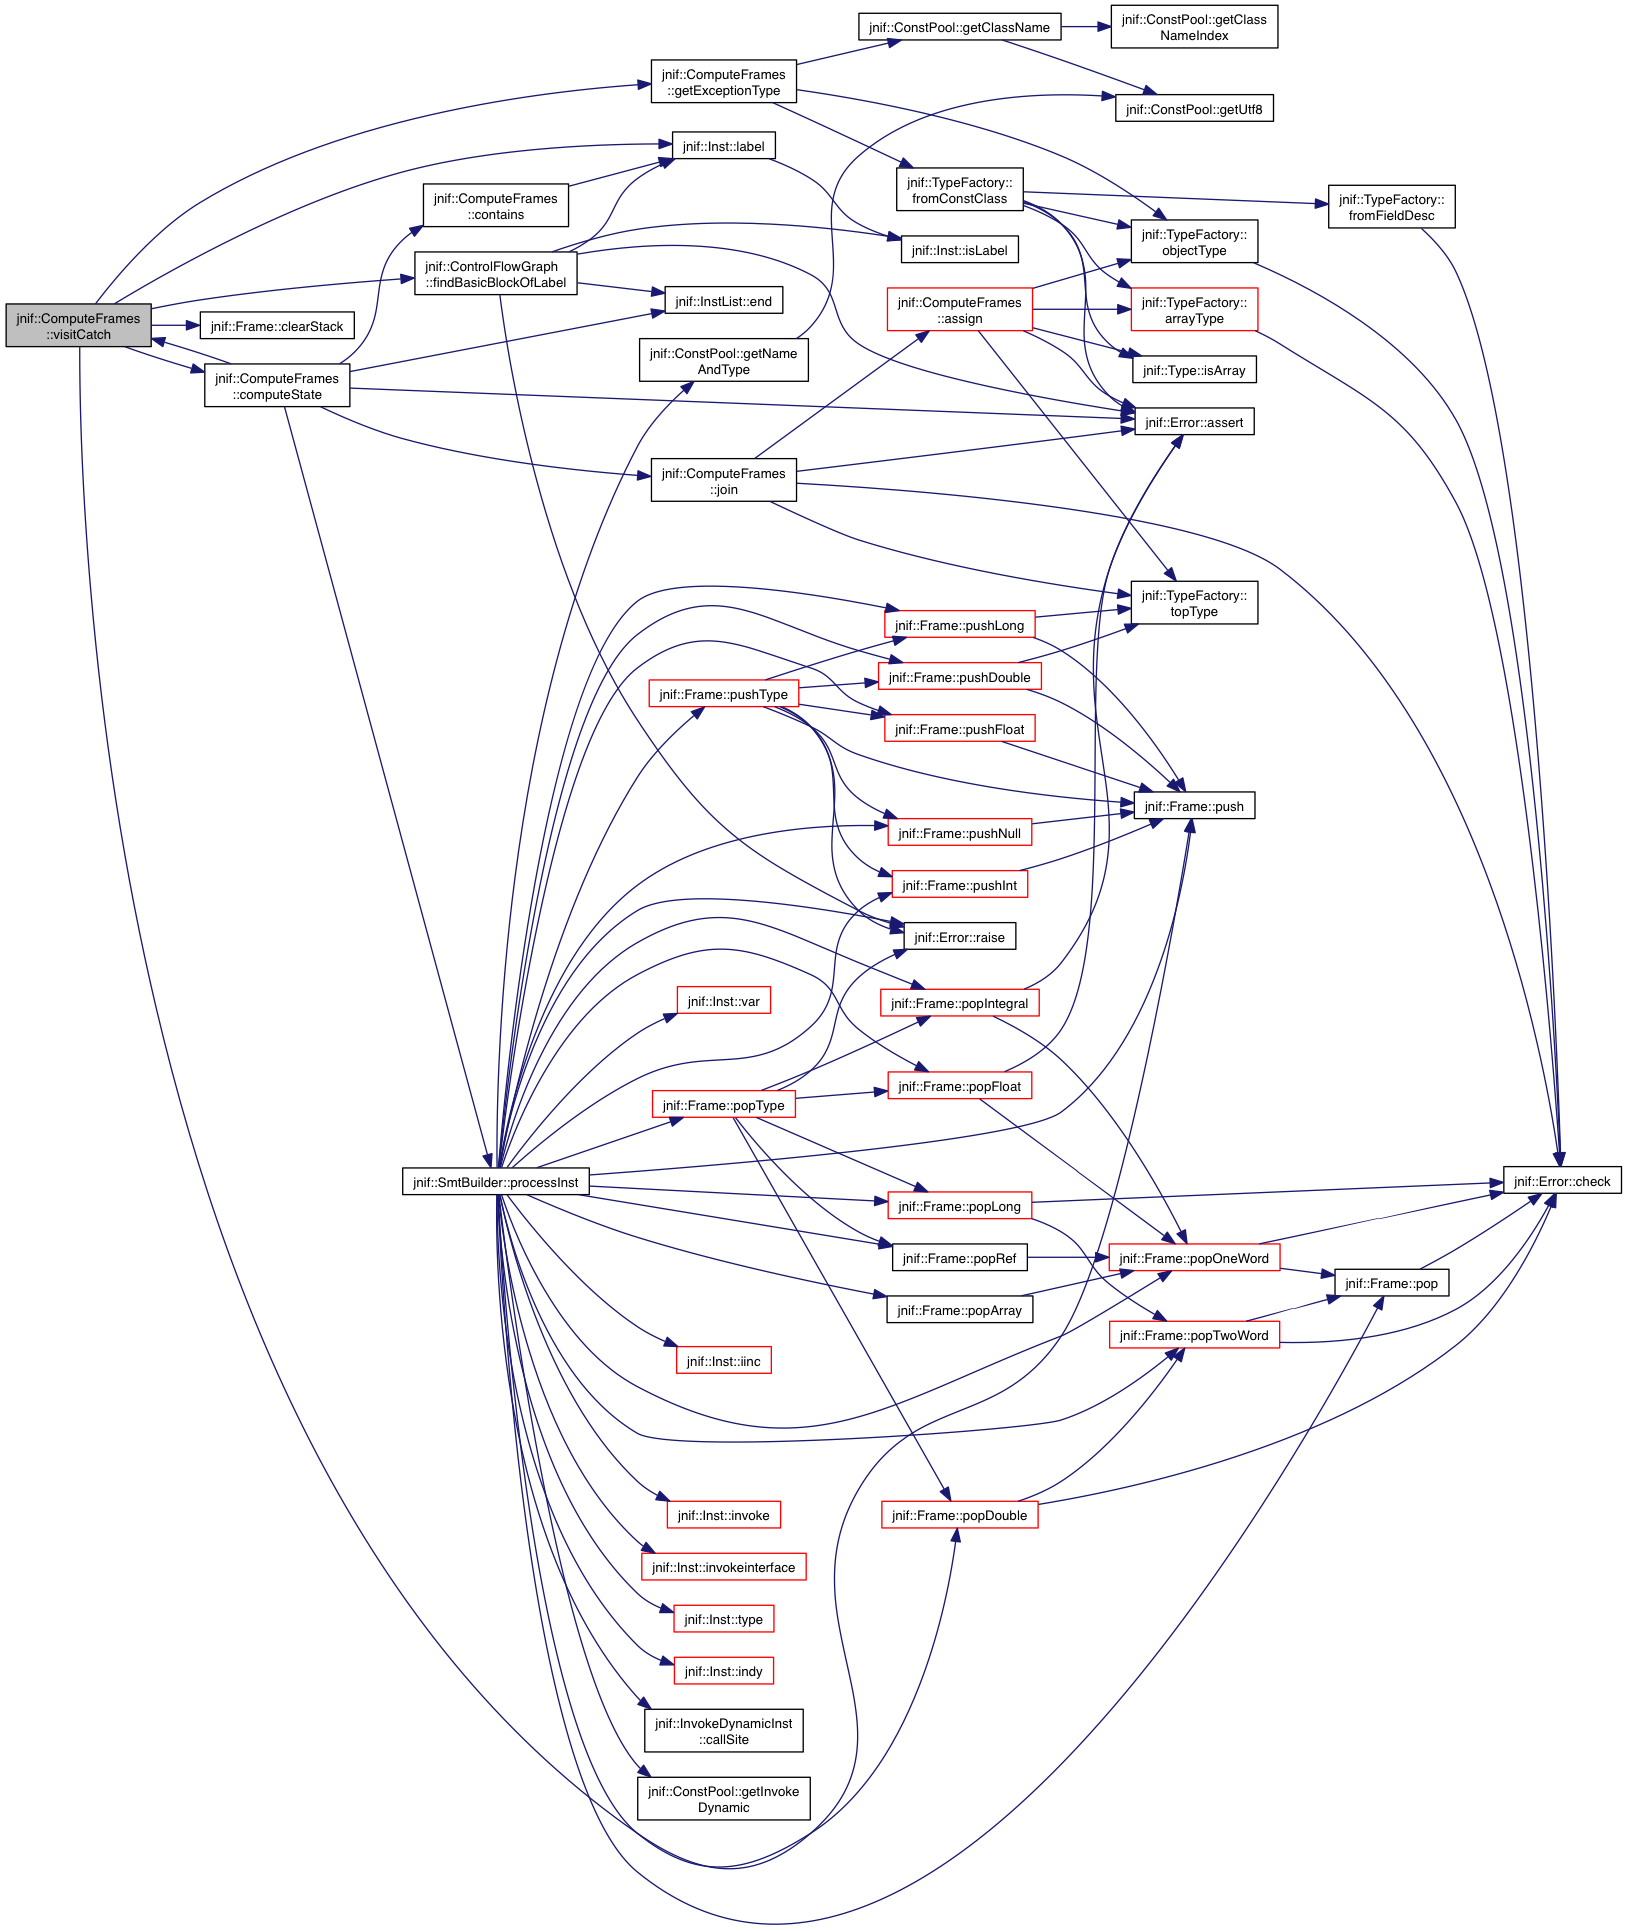 jnif::ConstPool::getClassName
jnif::ConstPool::getClass
NameIndex
jnif::ComputeFrames
::getExceptionType
jnif::ConstPool::getUtf8
jnif::Inst::label
jnif::TypeFactory::
fromConstClass
jnif::ComputeFrames
::contains
jnif::TypeFactory::
fromFieldDesc
jnif::TypeFactory::
objectType
jnif::Inst::isLabel
jnif::ControlFlowGraph
::findBasicBlockOfLabel
jnif::InstList::end
jnif::ComputeFrames
::assign
jnif::TypeFactory::
arrayType
jnif::ComputeFrames
::visitCatch
jnif::Frame::clearStack
jnif::ConstPool::getName
AndType
jnif::Type::isArray
jnif::ComputeFrames
::computeState
jnif::Error::assert
jnif::ComputeFrames
::join
jnif::TypeFactory::
topType
jnif::Frame::pushLong
jnif::Frame::pushDouble
jnif::Frame::pushType
jnif::Frame::pushFloat
jnif::Frame::push
jnif::Frame::pushNull
jnif::Frame::pushInt
jnif::Error::raise
jnif::Inst::var
jnif::Frame::popIntegral
jnif::Frame::popFloat
jnif::Frame::popType
jnif::SmtBuilder::processInst
jnif::Error::check
jnif::Frame::popLong
jnif::Frame::popRef
jnif::Frame::popOneWord
jnif::Frame::pop
jnif::Frame::popArray
jnif::Frame::popTwoWord
jnif::Inst::iinc
jnif::Inst::invoke
jnif::Frame::popDouble
jnif::Inst::invokeinterface
jnif::Inst::type
jnif::Inst::indy
jnif::InvokeDynamicInst
::callSite
jnif::ConstPool::getInvoke
Dynamic